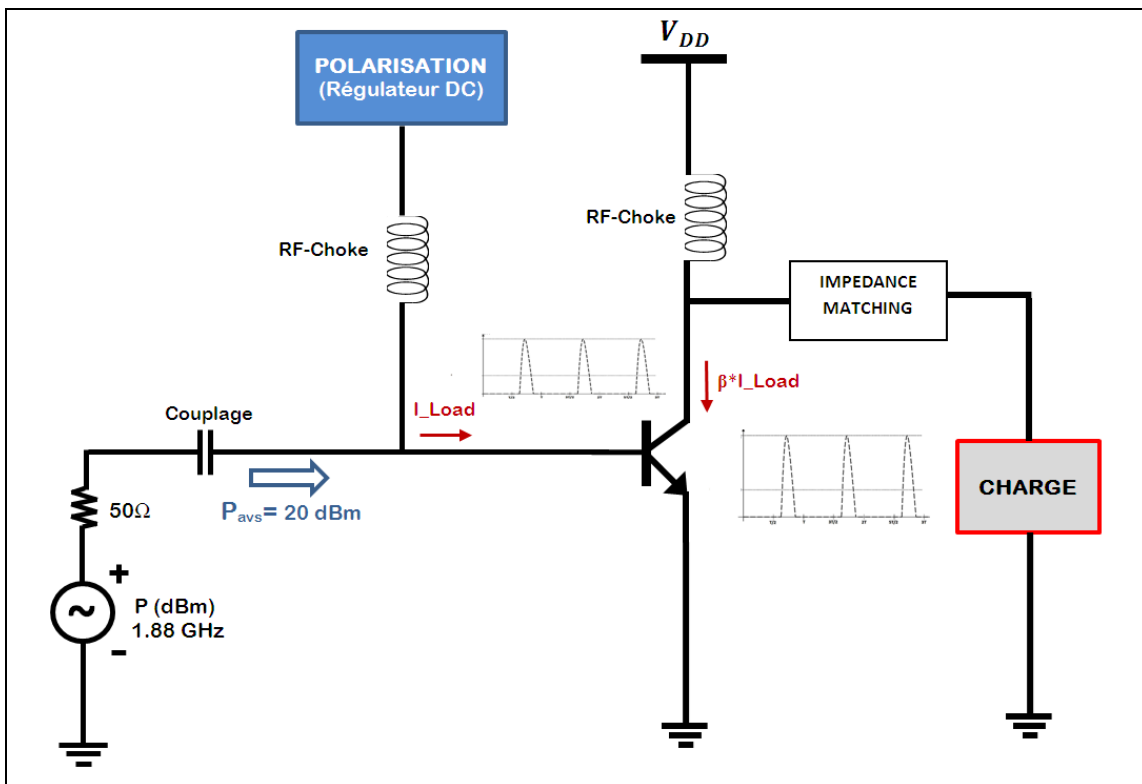 POLARISATION
(Régulateur DC)
V_DD
RF-Choke
RF-Choke
IMPEDANCE
MATCHING
I_Load
β*I_Load
Couplage
50Ω
P_avs= 20 dBm
CHARGE
+
P (dBm)
1.88 GHz
-
~